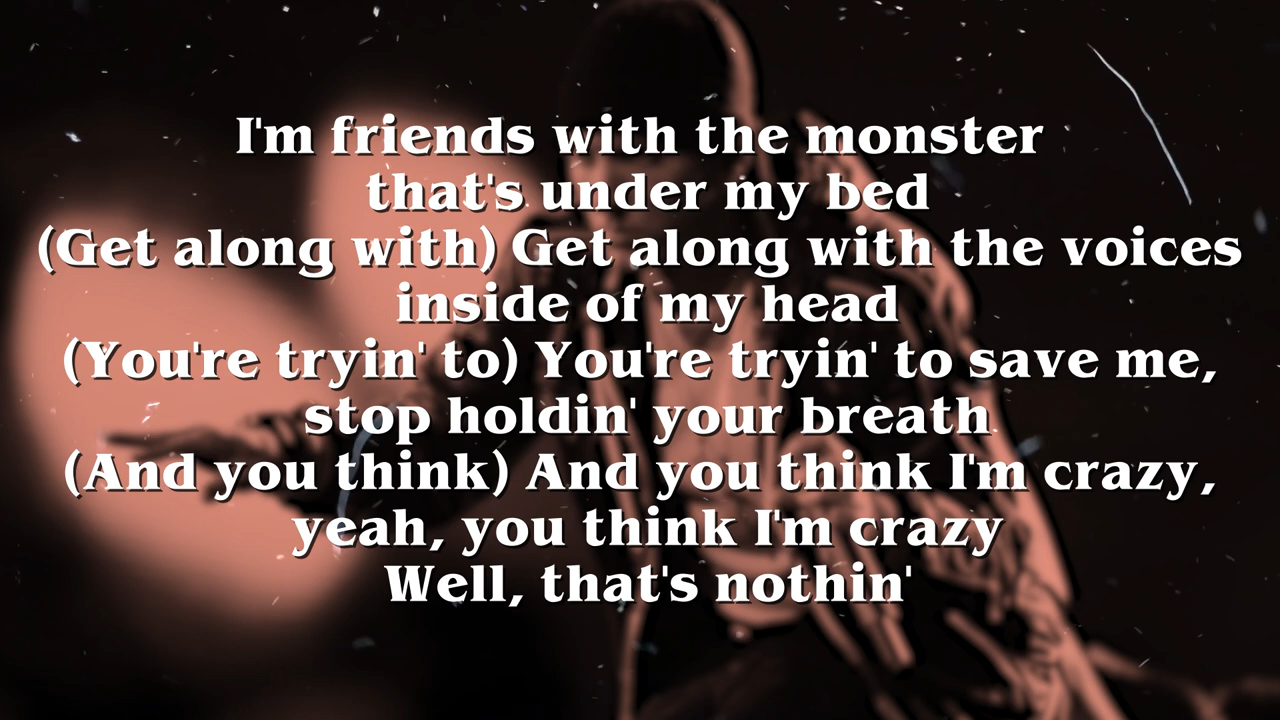 I'm friends with the monster
that's under my bed
(Get along with) Get along with the voices
inside of my head
(You're tryin' to) You're tryin' to save me,
stop holdin' your breath
(And you think) And you think I'm crazy,
yeah, you think I'm crazy
Well, that's nothin'